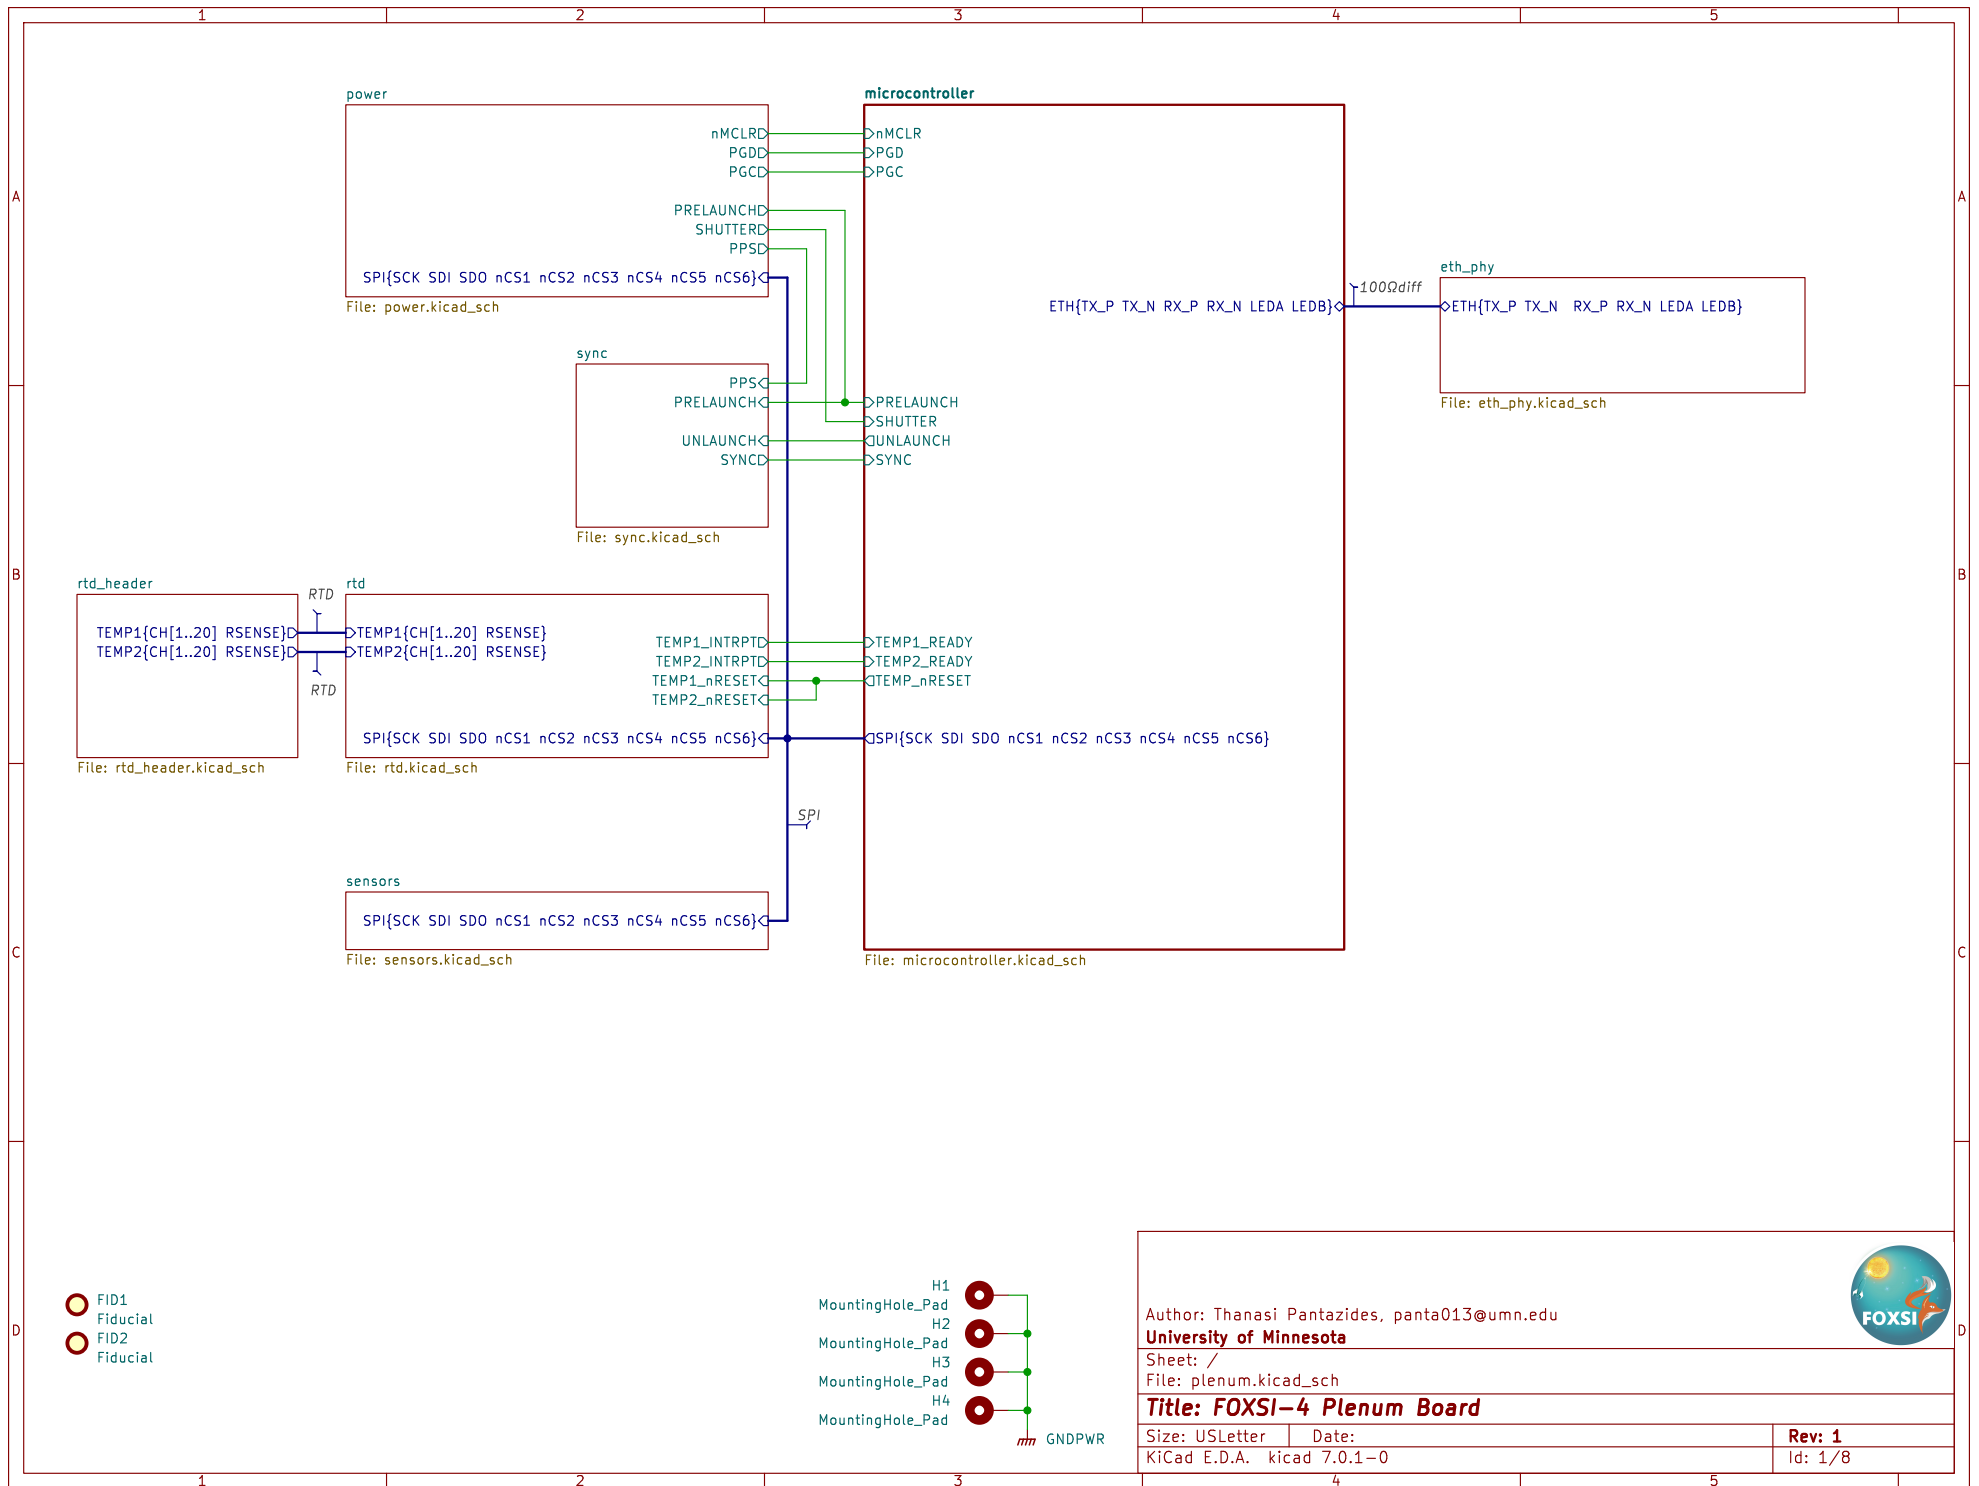 1 2 3 4 5
A
B
C
D
power
nMCLR
PGD
PGC
PRELAUNCH
SHUTTER
PPS
SPI{SCK SDI SDO nCS1 nCS2 nCS3 nCS4 nCS5 nCS6}
File: power.kicad_sch
microcontroller
nMCLR
PGD
PGC
ETH{TX_P TX_N RX_P RX_N LEDA LEDB}
PRELAUNCH
SHUTTER
UNLAUNCH
SYNC
TEMP1_READY
TEMP2_READY
TEMP_nRESET
SPI{SCK SDI SDO nCS1 nCS2 nCS3 nCS4 nCS5 nCS6}
File: microcontroller.kicad_sch
100Ωdiff
eth_phy
ETH{TX_P TX_N  RX_P RX_N LEDA LEDB}
File: eth_phy.kicad_sch
sync
PPS
PRELAUNCH
UNLAUNCH
SYNC
File: sync.kicad_sch
rtd_header
TEMP1{CH[1..20] RSENSE}
TEMP2{CH[1..20] RSENSE}
File: rtd_header.kicad_sch
RTD
RTD
rtd
TEMP1{CH[1..20] RSENSE}
TEMP2{CH[1..20] RSENSE}
TEMP1_INTRPT
TEMP2_INTRPT
TEMP1_nRESET
TEMP2_nRESET
SPI{SCK SDI SDO nCS1 nCS2 nCS3 nCS4 nCS5 nCS6}
File: rtd.kicad_sch
SPI
sensors
SPI{SCK SDI SDO nCS1 nCS2 nCS3 nCS4 nCS5 nCS6}
File: sensors.kicad_sch
FID1
Fiducial
FID2
Fiducial
H1
MountingHole_Pad
H2
MountingHole_Pad
H3
MountingHole_Pad
H4
MountingHole_Pad
GNDPWR
Author: Thanasi Pantazides, panta013@umn.edu
University of Minnesota
FOXSI
Sheet: /
File: plenum.kicad_sch
Title: FOXSI-4 Plenum Board
Size: USLetter Date: Rev: 1
KiCad E.D.A. kicad 7.0.1-0 Id: 1/8
A
B
C
D
1 2 3 4 5